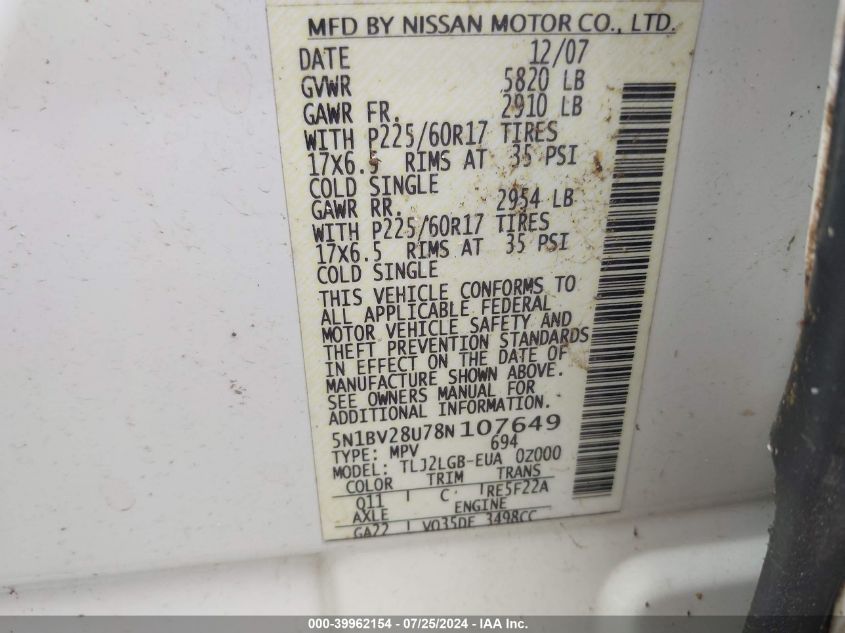 MFD BY NISSAN MOTOR CO., LTD.
DATE 12/07
GVWR 5820 LB
GAWR FR. 2910 LB
WITH P225/60R17 TIRES
17X6.5 RIMS AT 35 PSI
COLD SINGLE
GAWR RR. 2954 LB
WITH P225/60R17 TIRES
17X6.5 RIMS AT 35 PSI
COLD SINGLE
THIS VEHICLE CONFORMS TO
ALL APPLICABLE FEDERAL
MOTOR VEHICLE SAFETY AND
THEFT PREVENTION STANDARDS
IN EFFECT ON THE DATE OF
MANUFACTURE SHOWN ABOVE.
SEE OWNERS MANUAL FOR
ADDITIONAL INFORMATION.
5N1BV28U78N107649
TYPE: MPV 694
MODEL: TLJ2LGB-EUA 0Z000
COLOR TRIM TRANS
Q11 C RE5F22A
AXLE ENGINE
GA22 VQ35DE 3498CC
000-39962154 - 07/25/2024 - IAAI Inc.